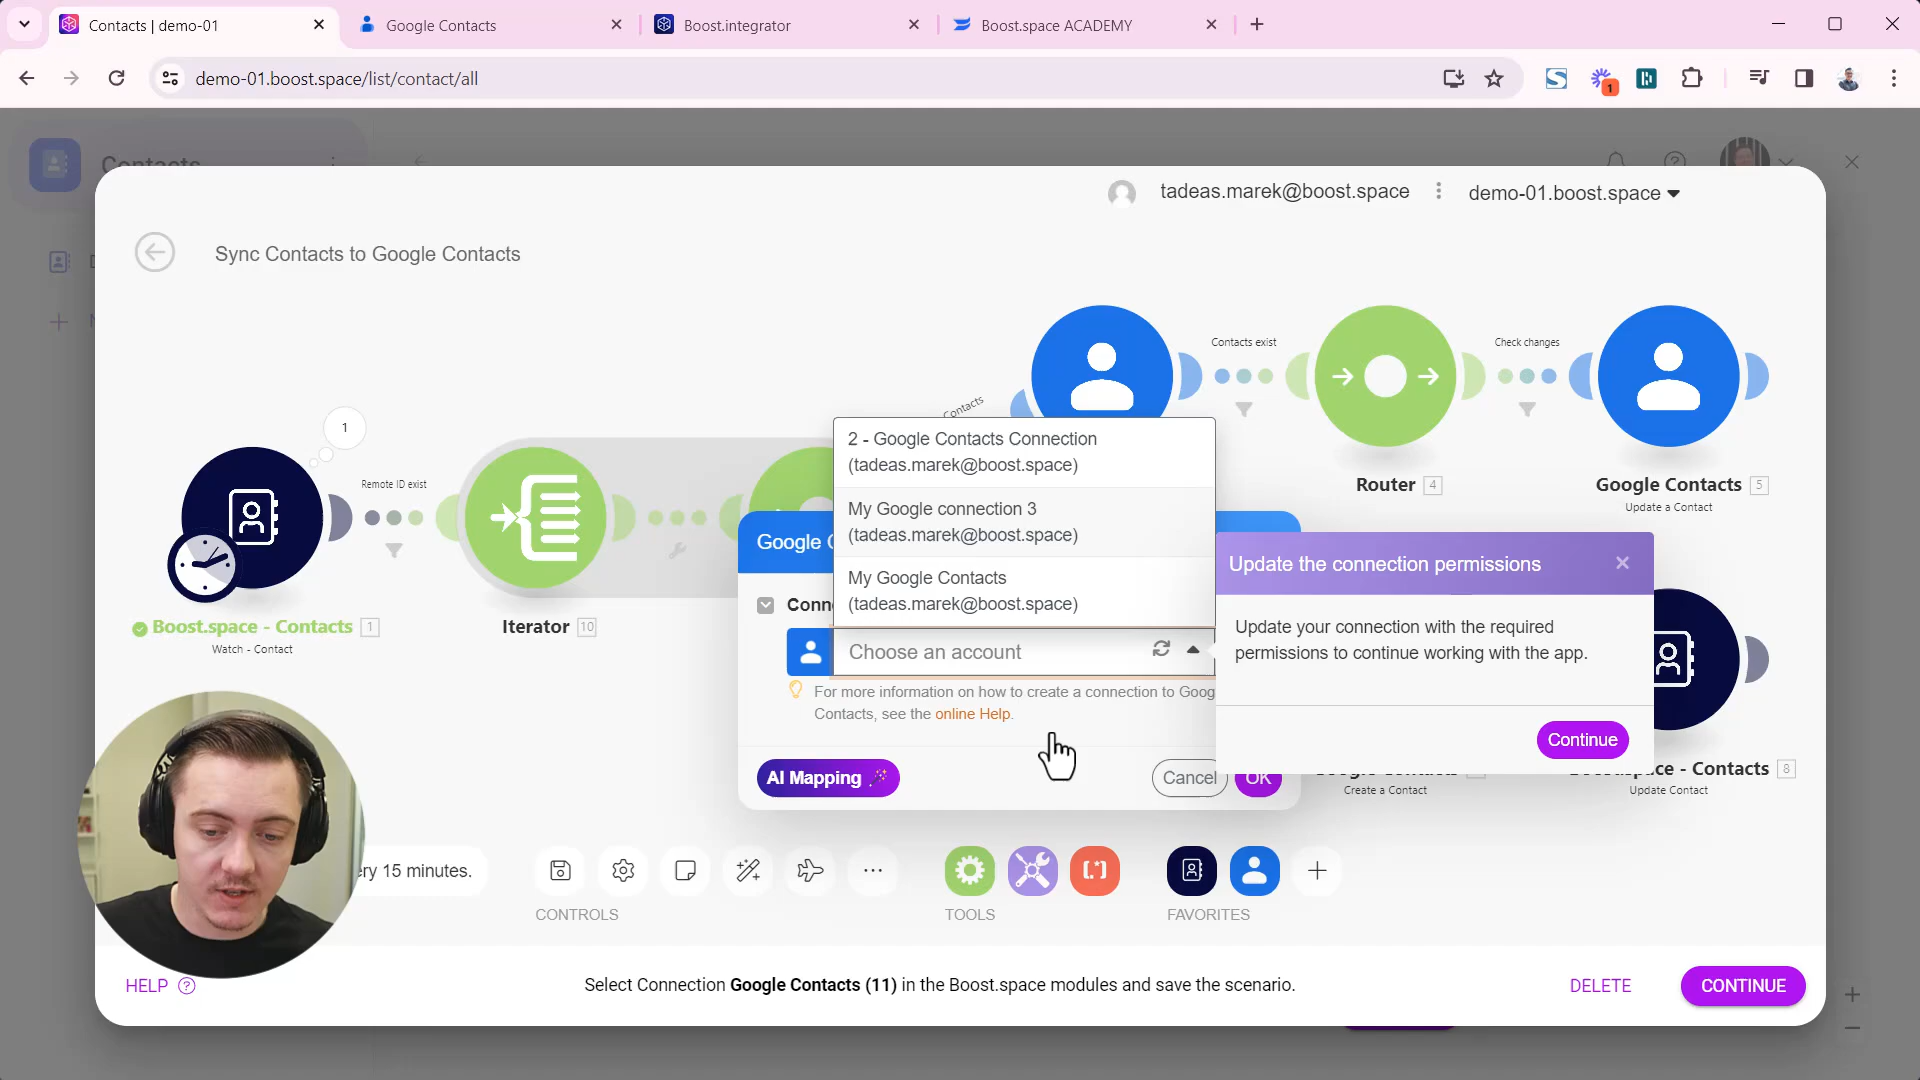 Contacts | demo-01
Google Contacts
Boost.integrator
Boost.space ACADEMY
demo-01.boost.space/list/contact/all
1
Contacts
tadeas.marek@boost.space
demo-01.boost.space
Sync Contacts to Google Contacts
Contacts exist
Check changes
Contacts
1
Remote ID exist
2 - Google Contacts Connection
(tadeas.marek@boost.space)
My Google connection 3
(tadeas.marek@boost.space)
My Google Contacts
(tadeas.marek@boost.space)
Router 4
Google Contacts 5
Update a Contact
Google C
Conn
Choose an account
For more information on how to create a connection to Goog
Contacts, see the online Help.
Update the connection permissions
Update your connection with the required
permissions to continue working with the app.
Continue
Boost.space - Contacts 1
Watch - Contact
Iterator 10
AI Mapping
Cancel
OK
Google Contacts
Create a Contact
Boost.space - Contacts 8
Update Contact
ery 15 minutes.
CONTROLS
TOOLS
FAVORITES
HELP ?
Select Connection Google Contacts (11) in the Boost.space modules and save the scenario.
DELETE
CONTINUE